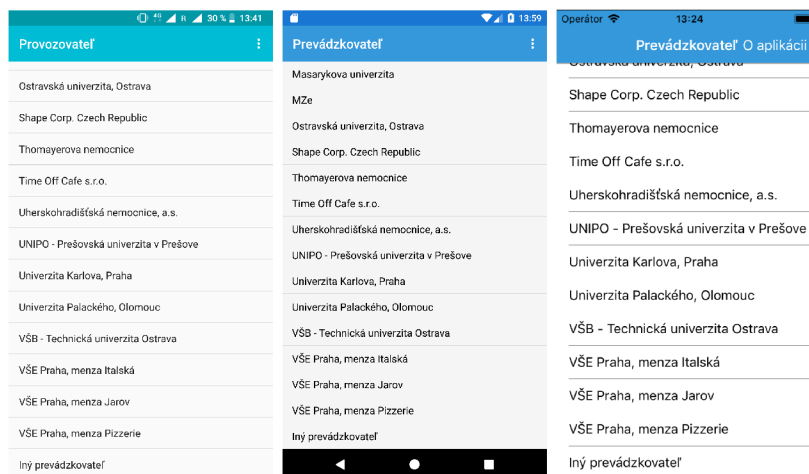 30 % 13:41
Provozovateľ
Ostravská univerzita, Ostrava
Shape Corp. Czech Republic
Thomayerova nemocnice
Time Off Cafe s.r.o.
Uherskohradišťská nemocnice, a.s.
UNIPO - Prešovská univerzita v Prešove
Univerzita Karlova, Praha
Univerzita Palackého, Olomouc
VŠB - Technická univerzita Ostrava
VŠE Praha, menza Italská
VŠE Praha, menza Jarov
VŠE Praha, menza Pizzerie
Iný prevádzkovateľ
13:59
Prevádzkovateľ
Masarykova univerzita
MZe
Ostravská univerzita, Ostrava
Shape Corp. Czech Republic
Thomayerova nemocnice
Time Off Cafe s.r.o.
Uherskohradišťská nemocnice, a.s.
UNIPO - Prešovská univerzita v Prešove
Univerzita Karlova, Praha
Univerzita Palackého, Olomouc
VŠB - Technická univerzita Ostrava
VŠE Praha, menza Italská
VŠE Praha, menza Jarov
VŠE Praha, menza Pizzerie
Iný prevádzkovateľ
Operátor 13:24
Prevádzkovateľ O aplikácii
Ostravská univerzita, Ostrava
Shape Corp. Czech Republic
Thomayerova nemocnice
Time Off Cafe s.r.o.
Uherskohradišťská nemocnice, a.s.
UNIPO - Prešovská univerzita v Prešove
Univerzita Karlova, Praha
Univerzita Palackého, Olomouc
VŠB - Technická univerzita Ostrava
VŠE Praha, menza Italská
VŠE Praha, menza Jarov
VŠE Praha, menza Pizzerie
Iný prevádzkovateľ